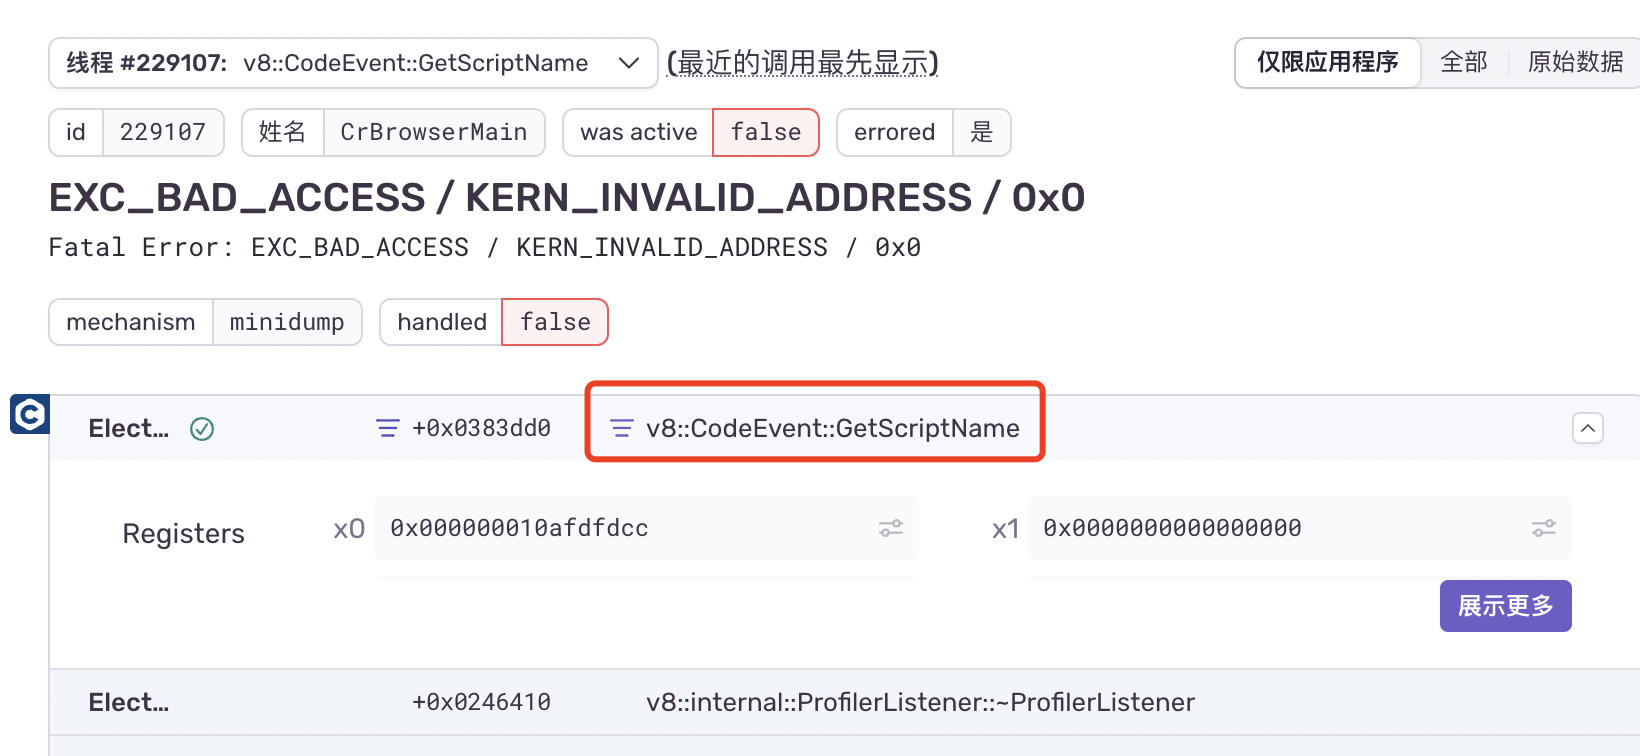 线程 #229107: v8::CodeEvent::GetScriptName (最近的调用最先显示) 仅限应用程序 全部 原始数据
id 229107 姓名 CrBrowserMain was active false errored 是
EXC_BAD_ACCESS / KERN_INVALID_ADDRESS / 0x0
Fatal Error: EXC_BAD_ACCESS / KERN_INVALID_ADDRESS / 0x0
mechanism minidump handled false
Elect... +0x0383dd0 v8::CodeEvent::GetScriptName
Registers x0 0x000000010afdfdcc x1 0x0000000000000000
展示更多
Elect... +0x0246410 v8::internal::ProfilerListener::~ProfilerListener